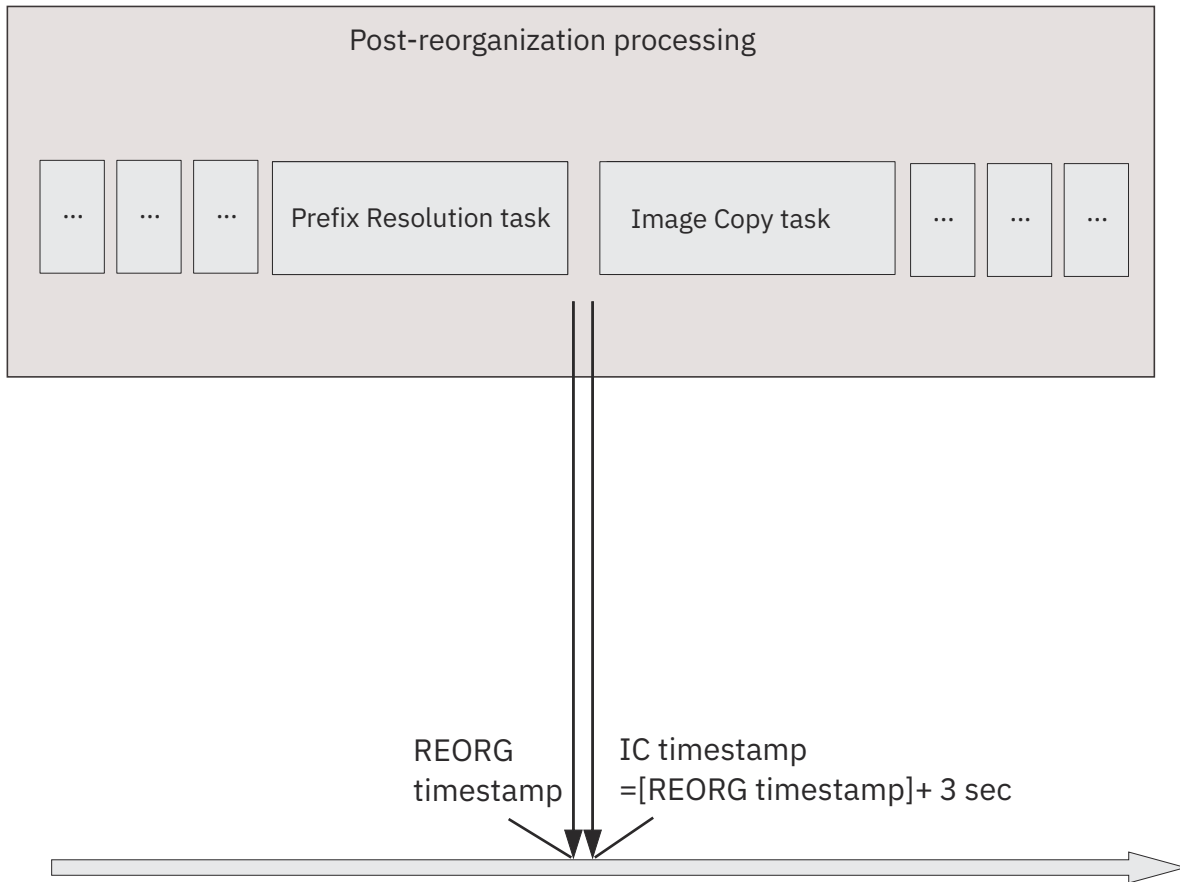 Post-reorganization processing
... ... ... Prefix Resolution task Image Copy task ... ... ...
REORG
timestamp
IC timestamp
=[REORG timestamp]+ 3 sec